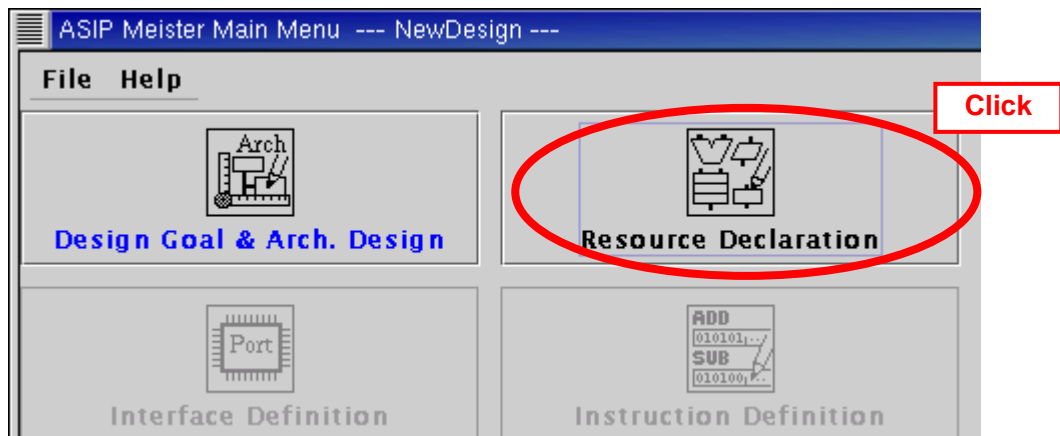 ASIP Meister Main Menu --- NewDesign ---
File Help
Click
Arch
Design Goal & Arch. Design
Resource Declaration
Port
Interface Definition
ADD
010101...
SUB
010100...
Instruction Definition